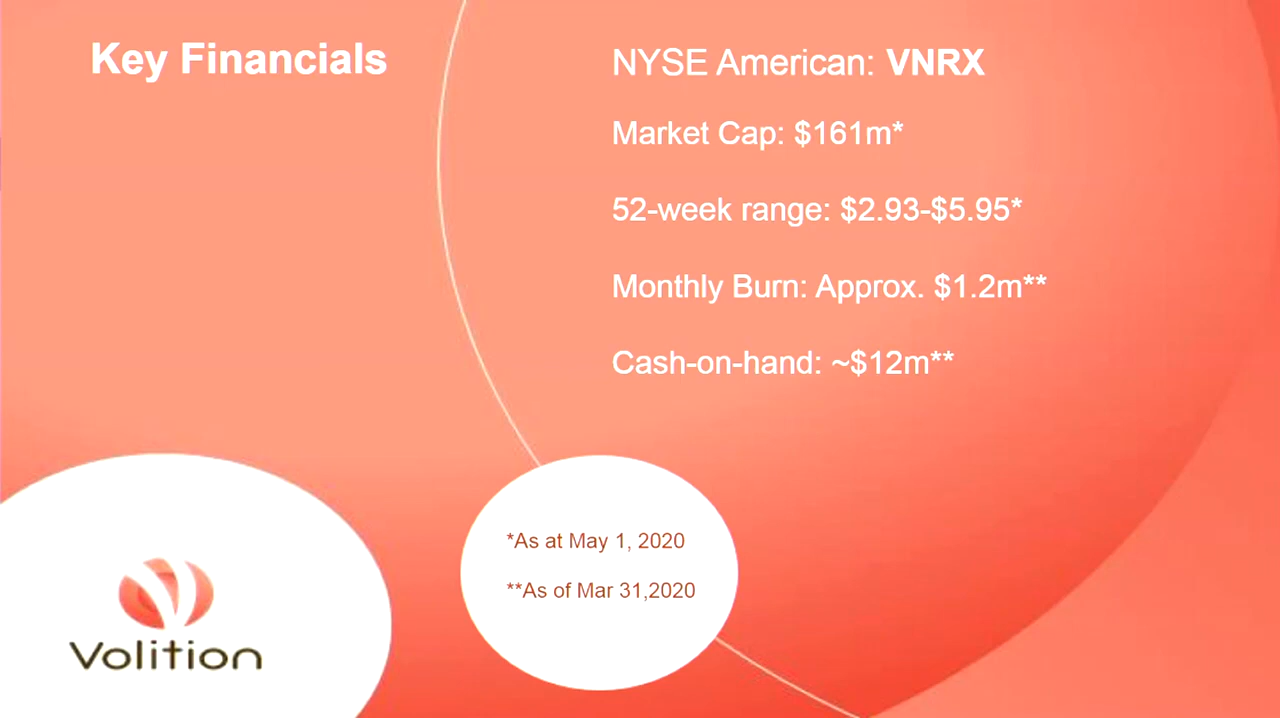 Key Financials
NYSE American: VNRX
Market Cap: $161m*
52-week range: $2.93-$5.95*
Monthly Burn: Approx. $1.2m**
Cash-on-hand: ~$12m**
*As at May 1, 2020
**As of Mar 31,2020
Volition